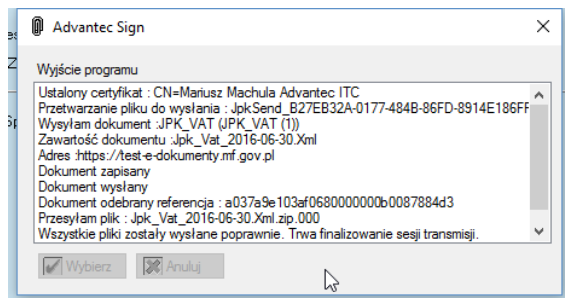 Advantec Sign
Wyjście programu
Ustalony certyfikat : CN=Mariusz Machula Advantec ITC
Przetwarzanie pliku do wysłania : JpkSend_B27EB32A-0177-484B-86FD-8914E186FF
Wysyłam dokument :JPK_VAT (JPK_VAT (1))
Zawartość dokumentu :Jpk_Vat_2016-06-30.Xml
Adres :https://test-e-dokumenty.mf.gov.pl
Dokument zapisany
Dokument wysłany
Dokument odebrany referencja : a037a9e103af0680000000b0087884d3
Przesyłam plik : Jpk_Vat_2016-06-30.Xml.zip.000
Wszystkie pliki zostały wysłane poprawnie. Trwa finalizowanie sesji transmisji.
Wybierz Anuluj